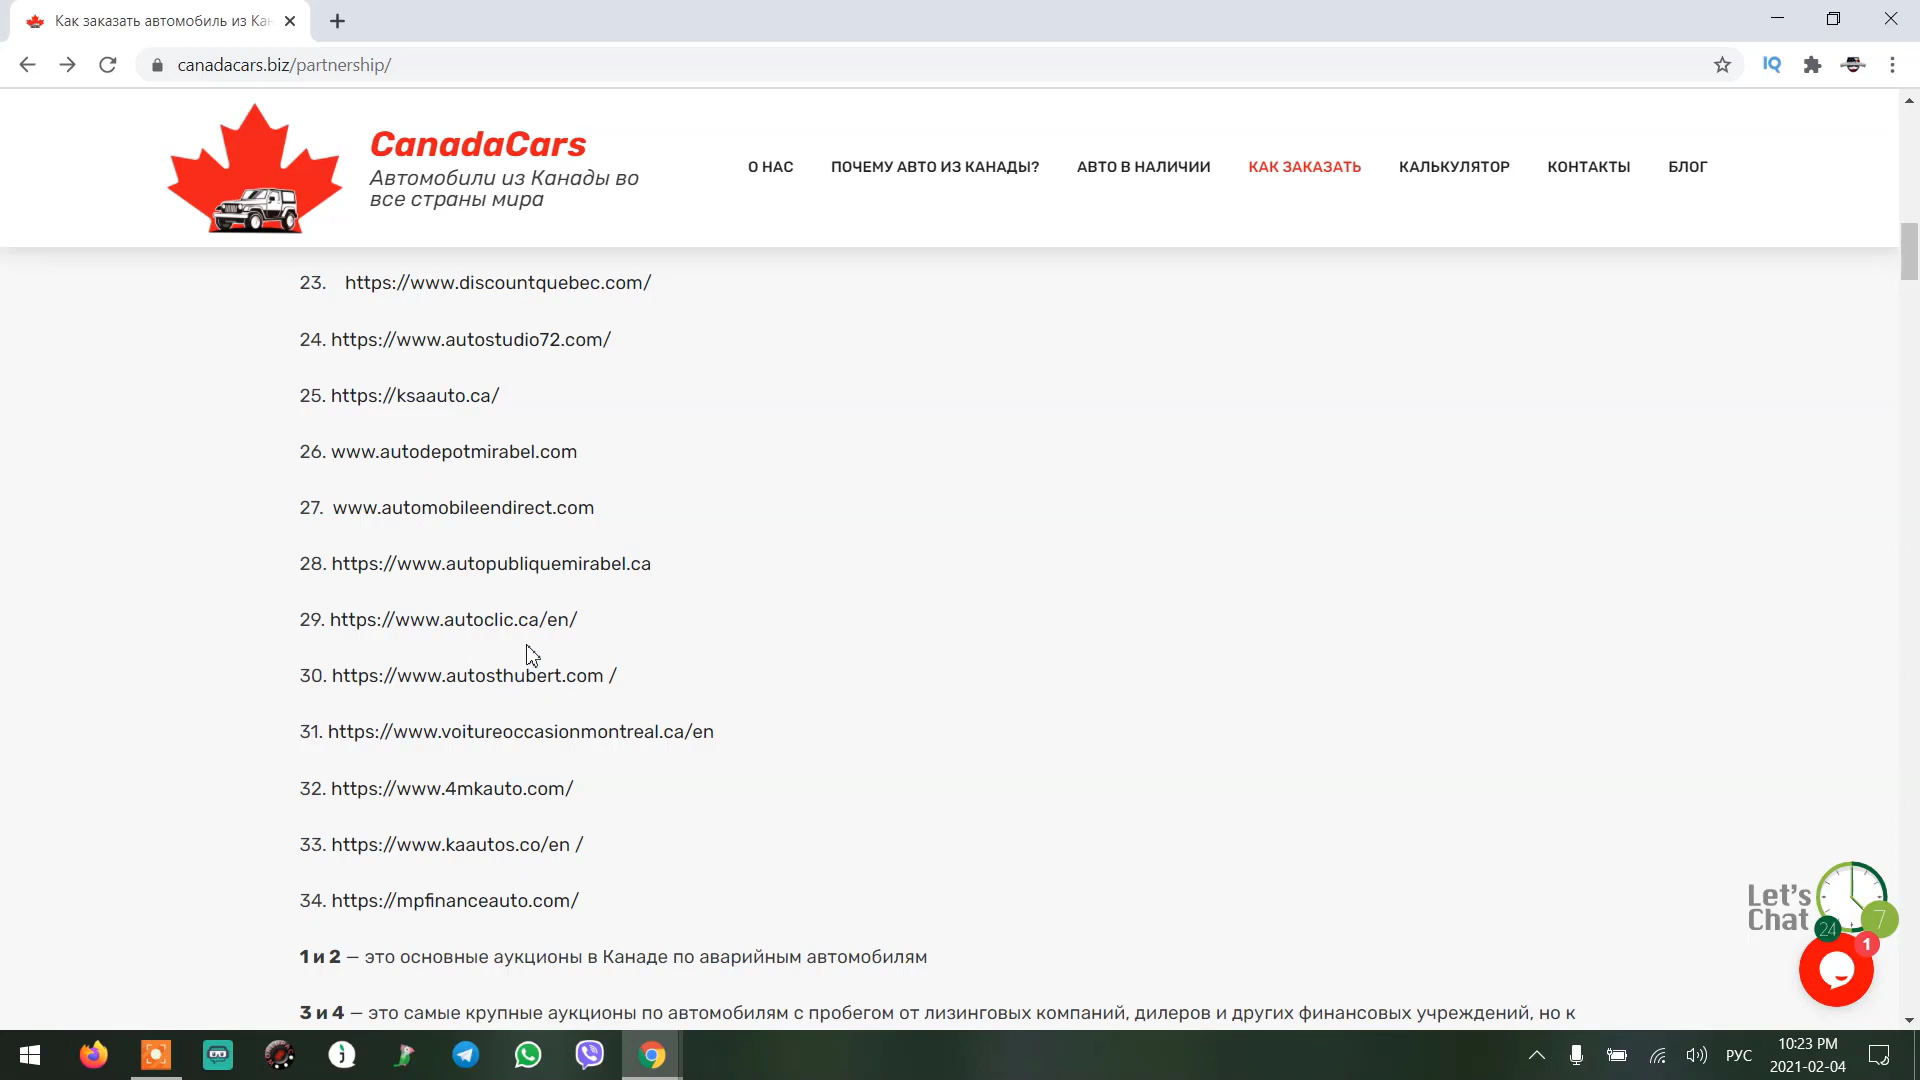 Как заказать автомобиль из Кан
canadacars.biz/partnership/
IQ
CanadaCars
Автомобили из Канады во
все страны мира
О НАС
ПОЧЕМУ АВТО ИЗ КАНАДЫ?
АВТО В НАЛИЧИИ
КАК ЗАКАЗАТЬ
КАЛЬКУЛЯТОР
КОНТАКТЫ
БЛОГ
23. https://www.discountquebec.com/
24. https://www.autostudio72.com/
25. https://ksaauto.ca/
26. www.autodepotmirabel.com
27. www.automobileendirect.com
28. https://www.autopubliquemirabel.ca
29. https://www.autoclic.ca/en/
30. https://www.autosthubert.com /
31. https://www.voitureoccasionmontreal.ca/en
32. https://www.4mkauto.com/
33. https://www.kaautos.co/en /
34. https://mpfinanceauto.com/
1 и 2 — это основные аукционы в Канаде по аварийным автомобилям
3 и 4 — это самые крупные аукционы по автомобилям с пробегом от лизинговых компаний, дилеров и других финансовых учреждений, но к
Let's
Chat
24
7
1
РУС
10:23 PM
2021-02-04